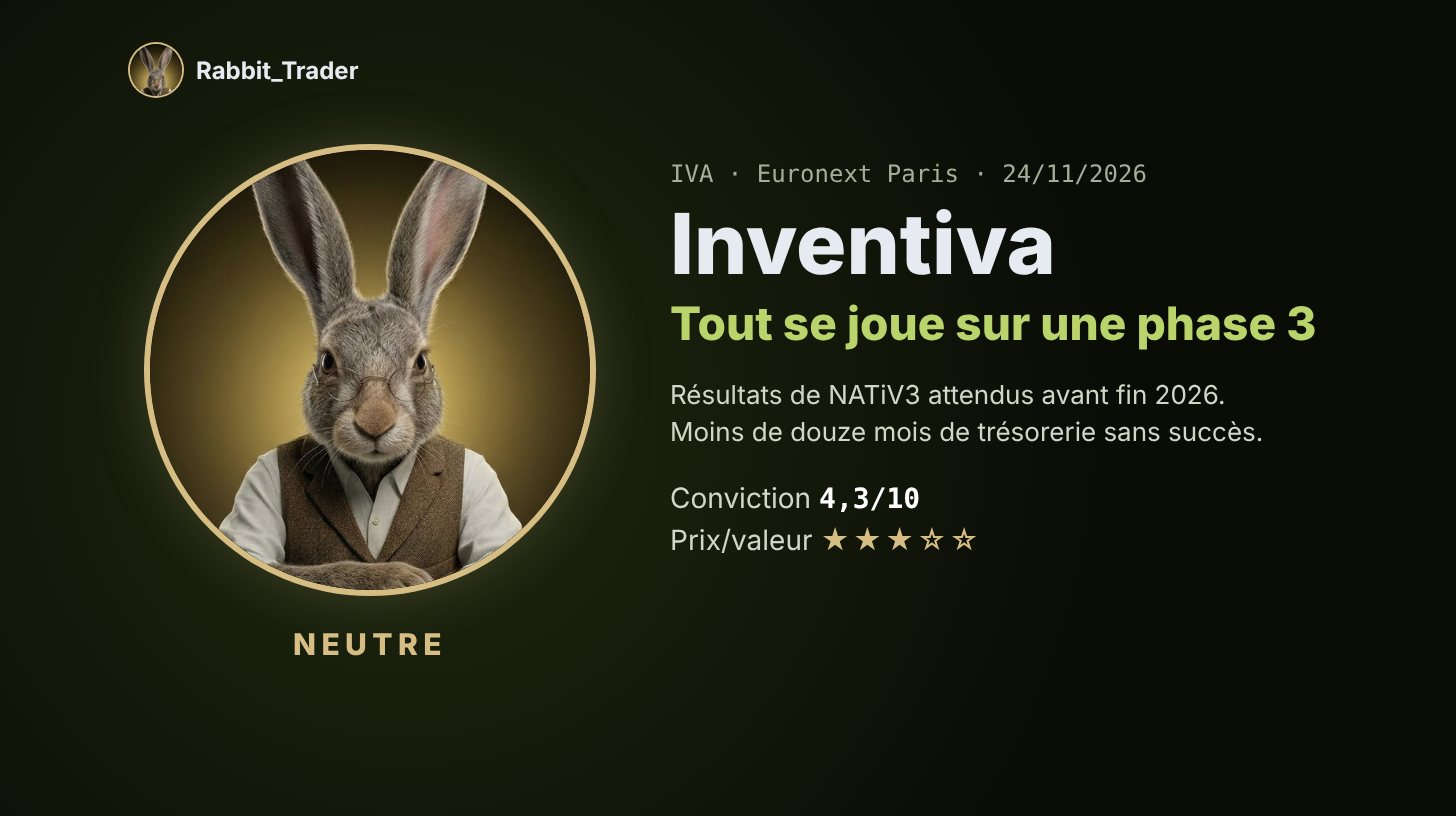 Rabbit_Trader
IVA · Euronext Paris · 24/11/2026
Inventiva
Tout se joue sur une phase 3
Résultats de NATiV3 attendus avant fin 2026.
Moins de douze mois de trésorerie sans succès.
Conviction 4,3/10
Prix/valeur ★★★☆☆
NEUTRE